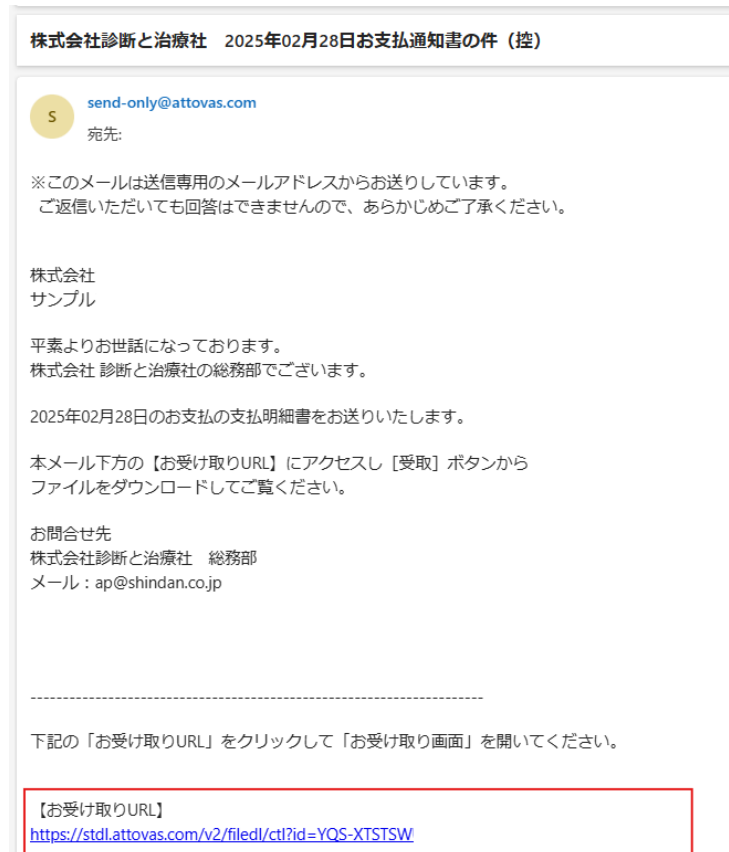 株式会社診断と治療社　2025年02月28日お支払通知書の件（控）
S
send-only@attovas.com
宛先:
※このメールは送信専用のメールアドレスからお送りしています。
ご返信いただいても回答はできませんので、あらかじめご了承ください。
株式会社
サンプル
平素よりお世話になっております。
株式会社 診断と治療社の総務部でございます。
2025年02月28日のお支払の支払明細書をお送りいたします。
本メール下方の【お受け取りURL】にアクセスし［受取］ボタンから
ファイルをダウンロードしてご覧ください。
お問合せ先
株式会社診断と治療社　総務部
メール：ap@shindan.co.jp
----------------------------------------------------------------------
下記の「お受け取りURL」をクリックして「お受け取り画面」を開いてください。
【お受け取りURL】
https://stdl.attovas.com/v2/filedl/ctl?id=YQS-XTSTSW